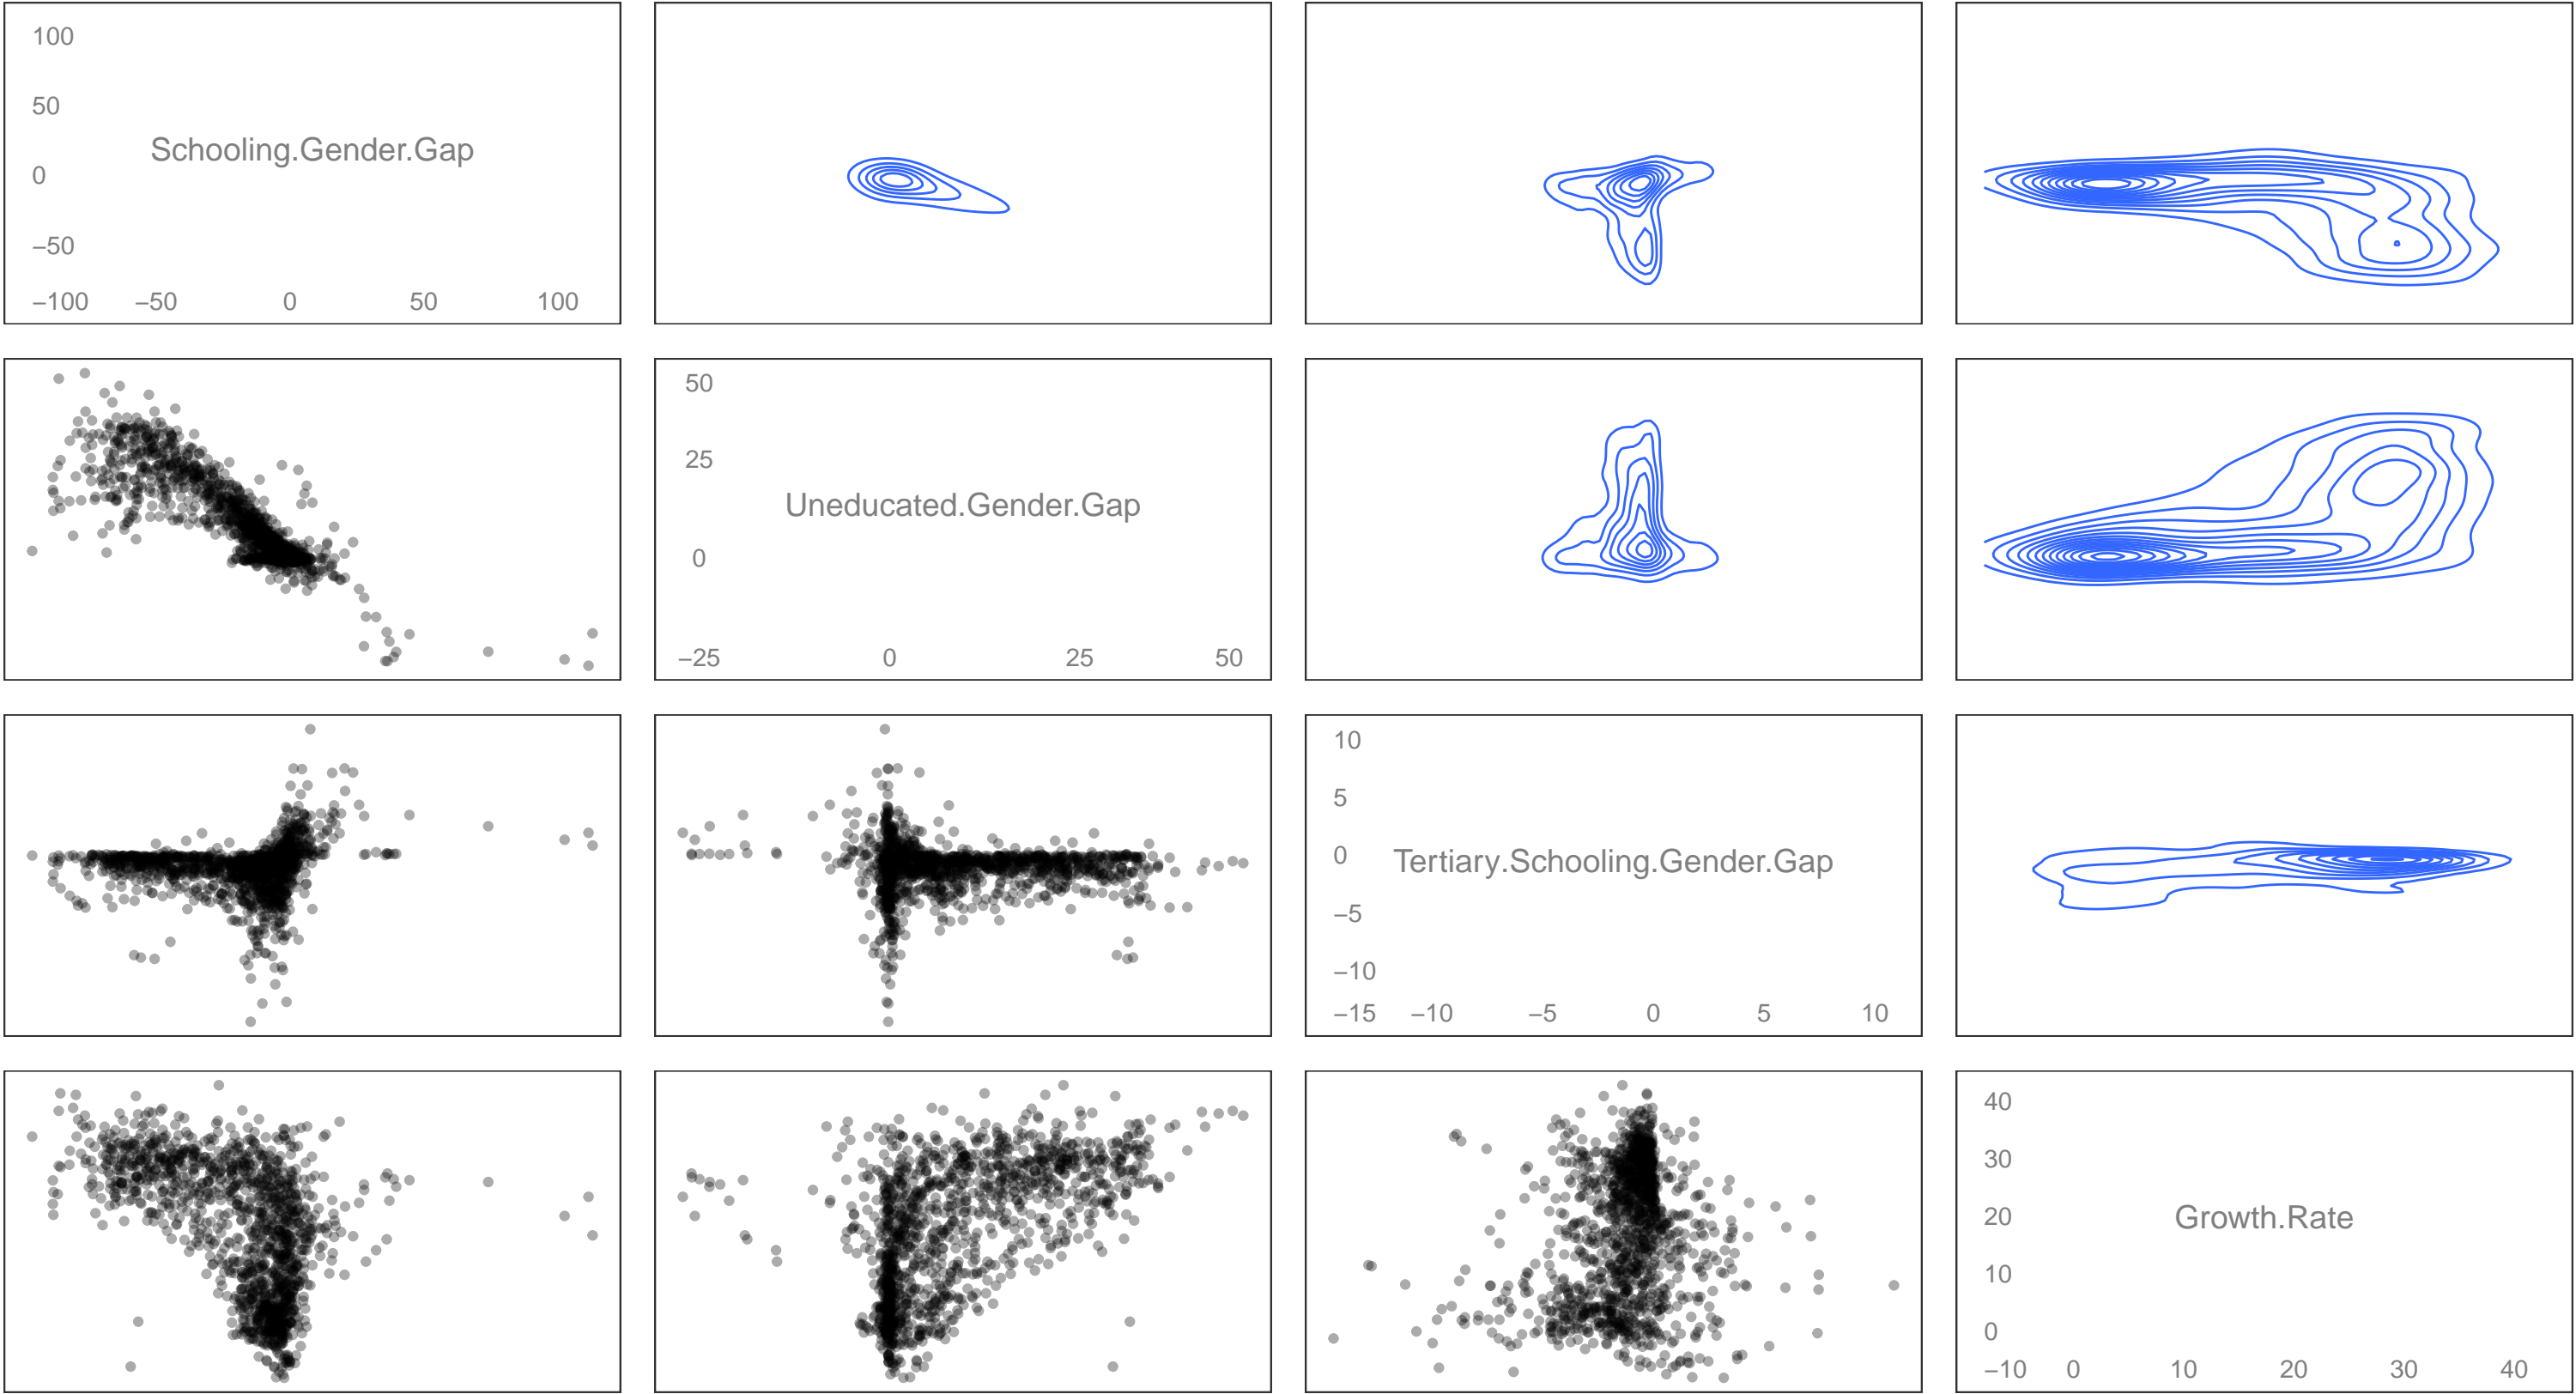 100
50
Schooling.Gender.Gap
0
−50
−100 −50 0 50 100
50
25
Uneducated.Gender.Gap
0
−25 0 25 50
10
5
0
Tertiary.Schooling.Gender.Gap
−5
−10
−15 −10 −5 0 5 10
40
30
20
Growth.Rate
10
0
−10 0 10 20 30 40